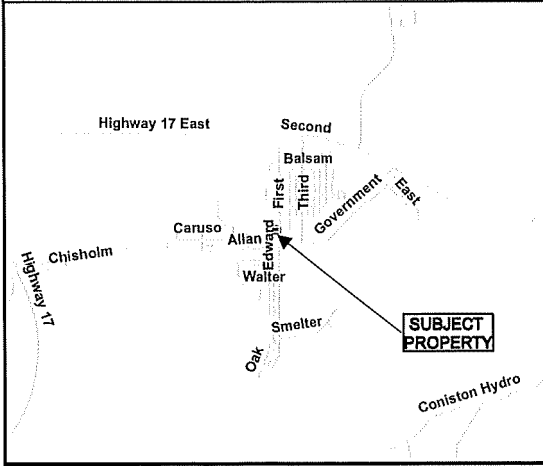 Highway 17 East
Second
Balsam
First
Third
Government
East
Caruso
Allan
Edward
Chisholm
Highway 17
Walter
Smelter
Oak
SUBJECT
PROPERTY
Coniston Hydro